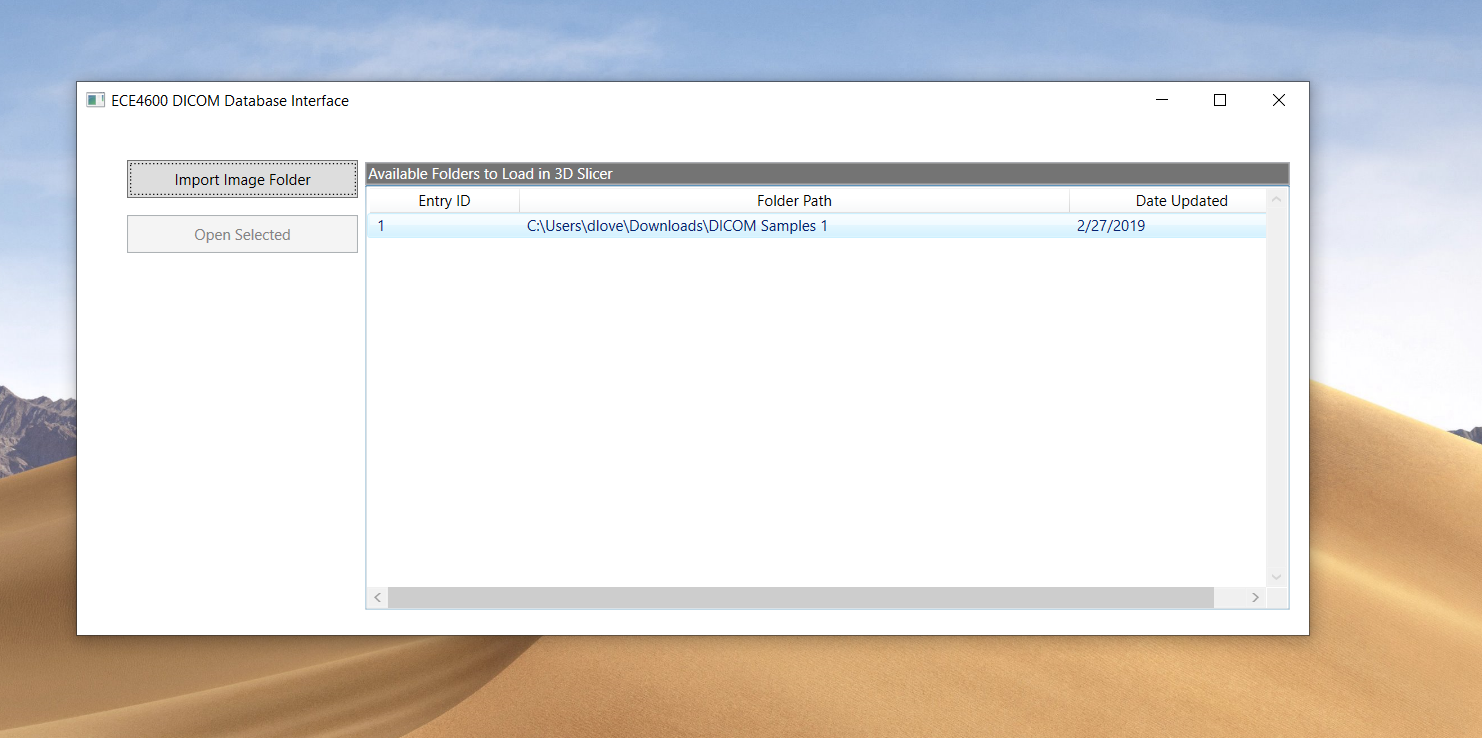 ECE4600 DICOM Database Interface
Import Image Folder
Open Selected
Available Folders to Load in 3D Slicer
Entry ID Folder Path Date Updated
1 C:\Users\dlove\Downloads\DICOM Samples 1 2/27/2019